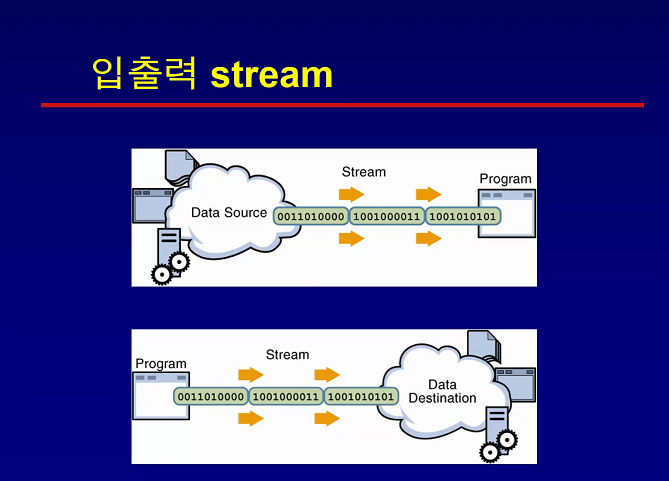 입출력 stream
Stream
Program
Data Source
0011010000 1001000011 1001010101
Program
Stream
0011010000 1001000011 1001010101
Data
Destination